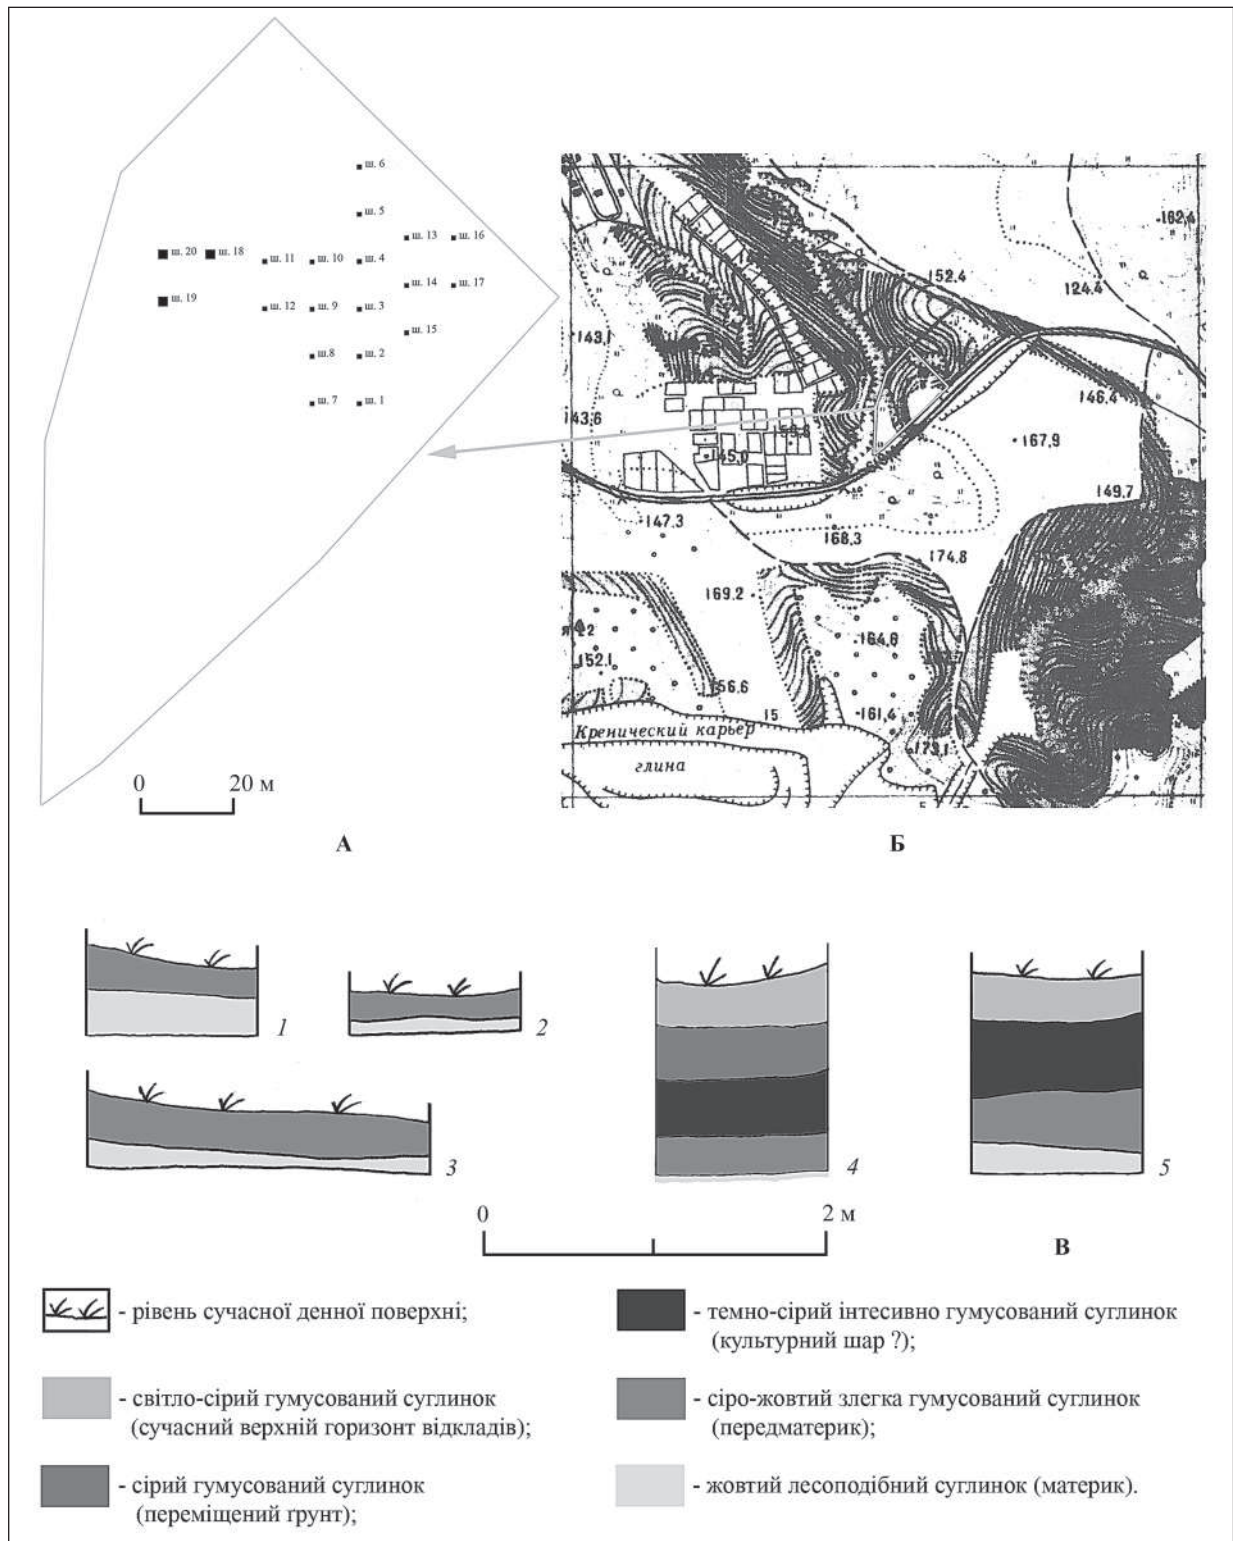 ш. 6
ш. 5
ш. 13 ш. 16
ш. 20 ш. 18 ш. 11 ш. 10 ш. 4
ш. 14 ш. 17
ш. 19 ш. 12 ш. 9 ш. 3
ш. 15
ш.8 ш. 2
ш. 7 ш. 1
0 20 м
А
162,4
152.4
124.4
143,1
146.4
143.6
167,9
145,0
149.7
147.3
168,3
174.8
169.2
164,6
152.1
156.6
15
161,4
173,1
Кренический карьер
глина
Б
1
2
3
4
5
0 2 м
В
- рівень сучасної денної поверхні;
- світло-сірий гумусований суглинок
(сучасний верхній горизонт відкладів);
- сірий гумусований суглинок
(переміщений ґрунт);
- темно-сірий інтесивно гумусований суглинок
(культурний шар ?);
- сіро-жовтий злегка гумусований суглинок
(передматерик);
- жовтий лесоподібний суглинок (материк).